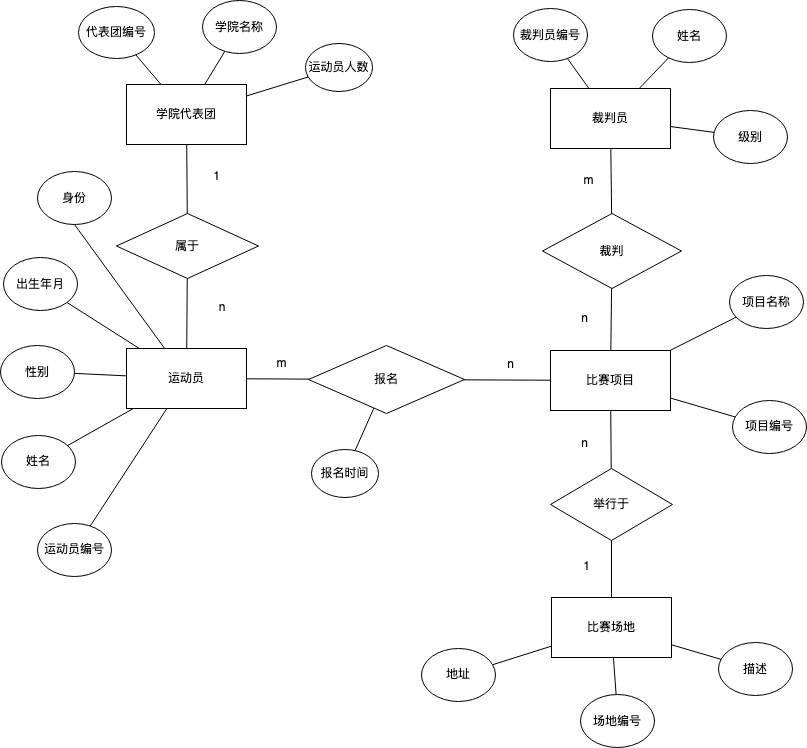 代表团编号
学院名称
运动员人数
学院代表团
1
属于
n
身份
出生年月
性别
姓名
运动员编号
运动员
m
报名
n
报名时间
裁判员编号
姓名
级别
裁判员
m
裁判
n
项目名称
比赛项目
项目编号
n
举行于
1
比赛场地
地址
场地编号
描述